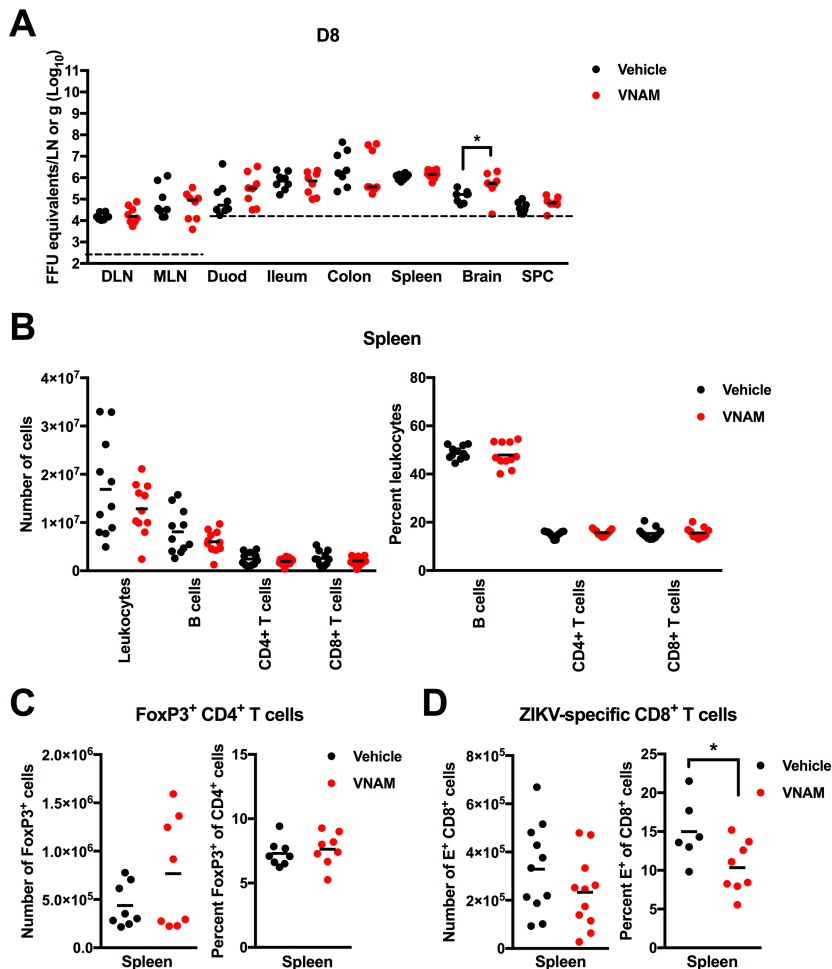 A
D8
FFU equivalents/LN or g (Log₁₀)
11
10
9
8
7
6
5
4
3
2
*
DLN MLN Duod Ileum Colon Spleen Brain SPC
Vehicle
VNAM
B
Spleen
Number of cells
4×10⁷
3×10⁷
2×10⁷
1×10⁷
0
Leukocytes
B cells
CD4+ T cells
CD8+ T cells
Percent leukocytes
80
60
40
20
0
B cells
CD4+ T cells
CD8+ T cells
Vehicle
VNAM
C
FoxP3⁺ CD4⁺ T cells
Number of FoxP3⁺ cells
2.0×10⁶
1.5×10⁶
1.0×10⁶
5.0×10⁵
0.0
Spleen
Percent FoxP3⁺ of CD4⁺ cells
15
10
5
0
Spleen
Vehicle
VNAM
D
ZIKV-specific CD8⁺ T cells
Number of E⁺ CD8⁺ cells
8×10⁵
6×10⁵
4×10⁵
2×10⁵
0
Spleen
Percent E⁺ of CD8⁺ cells
25
20
15
10
5
0
*
Spleen
Vehicle
VNAM